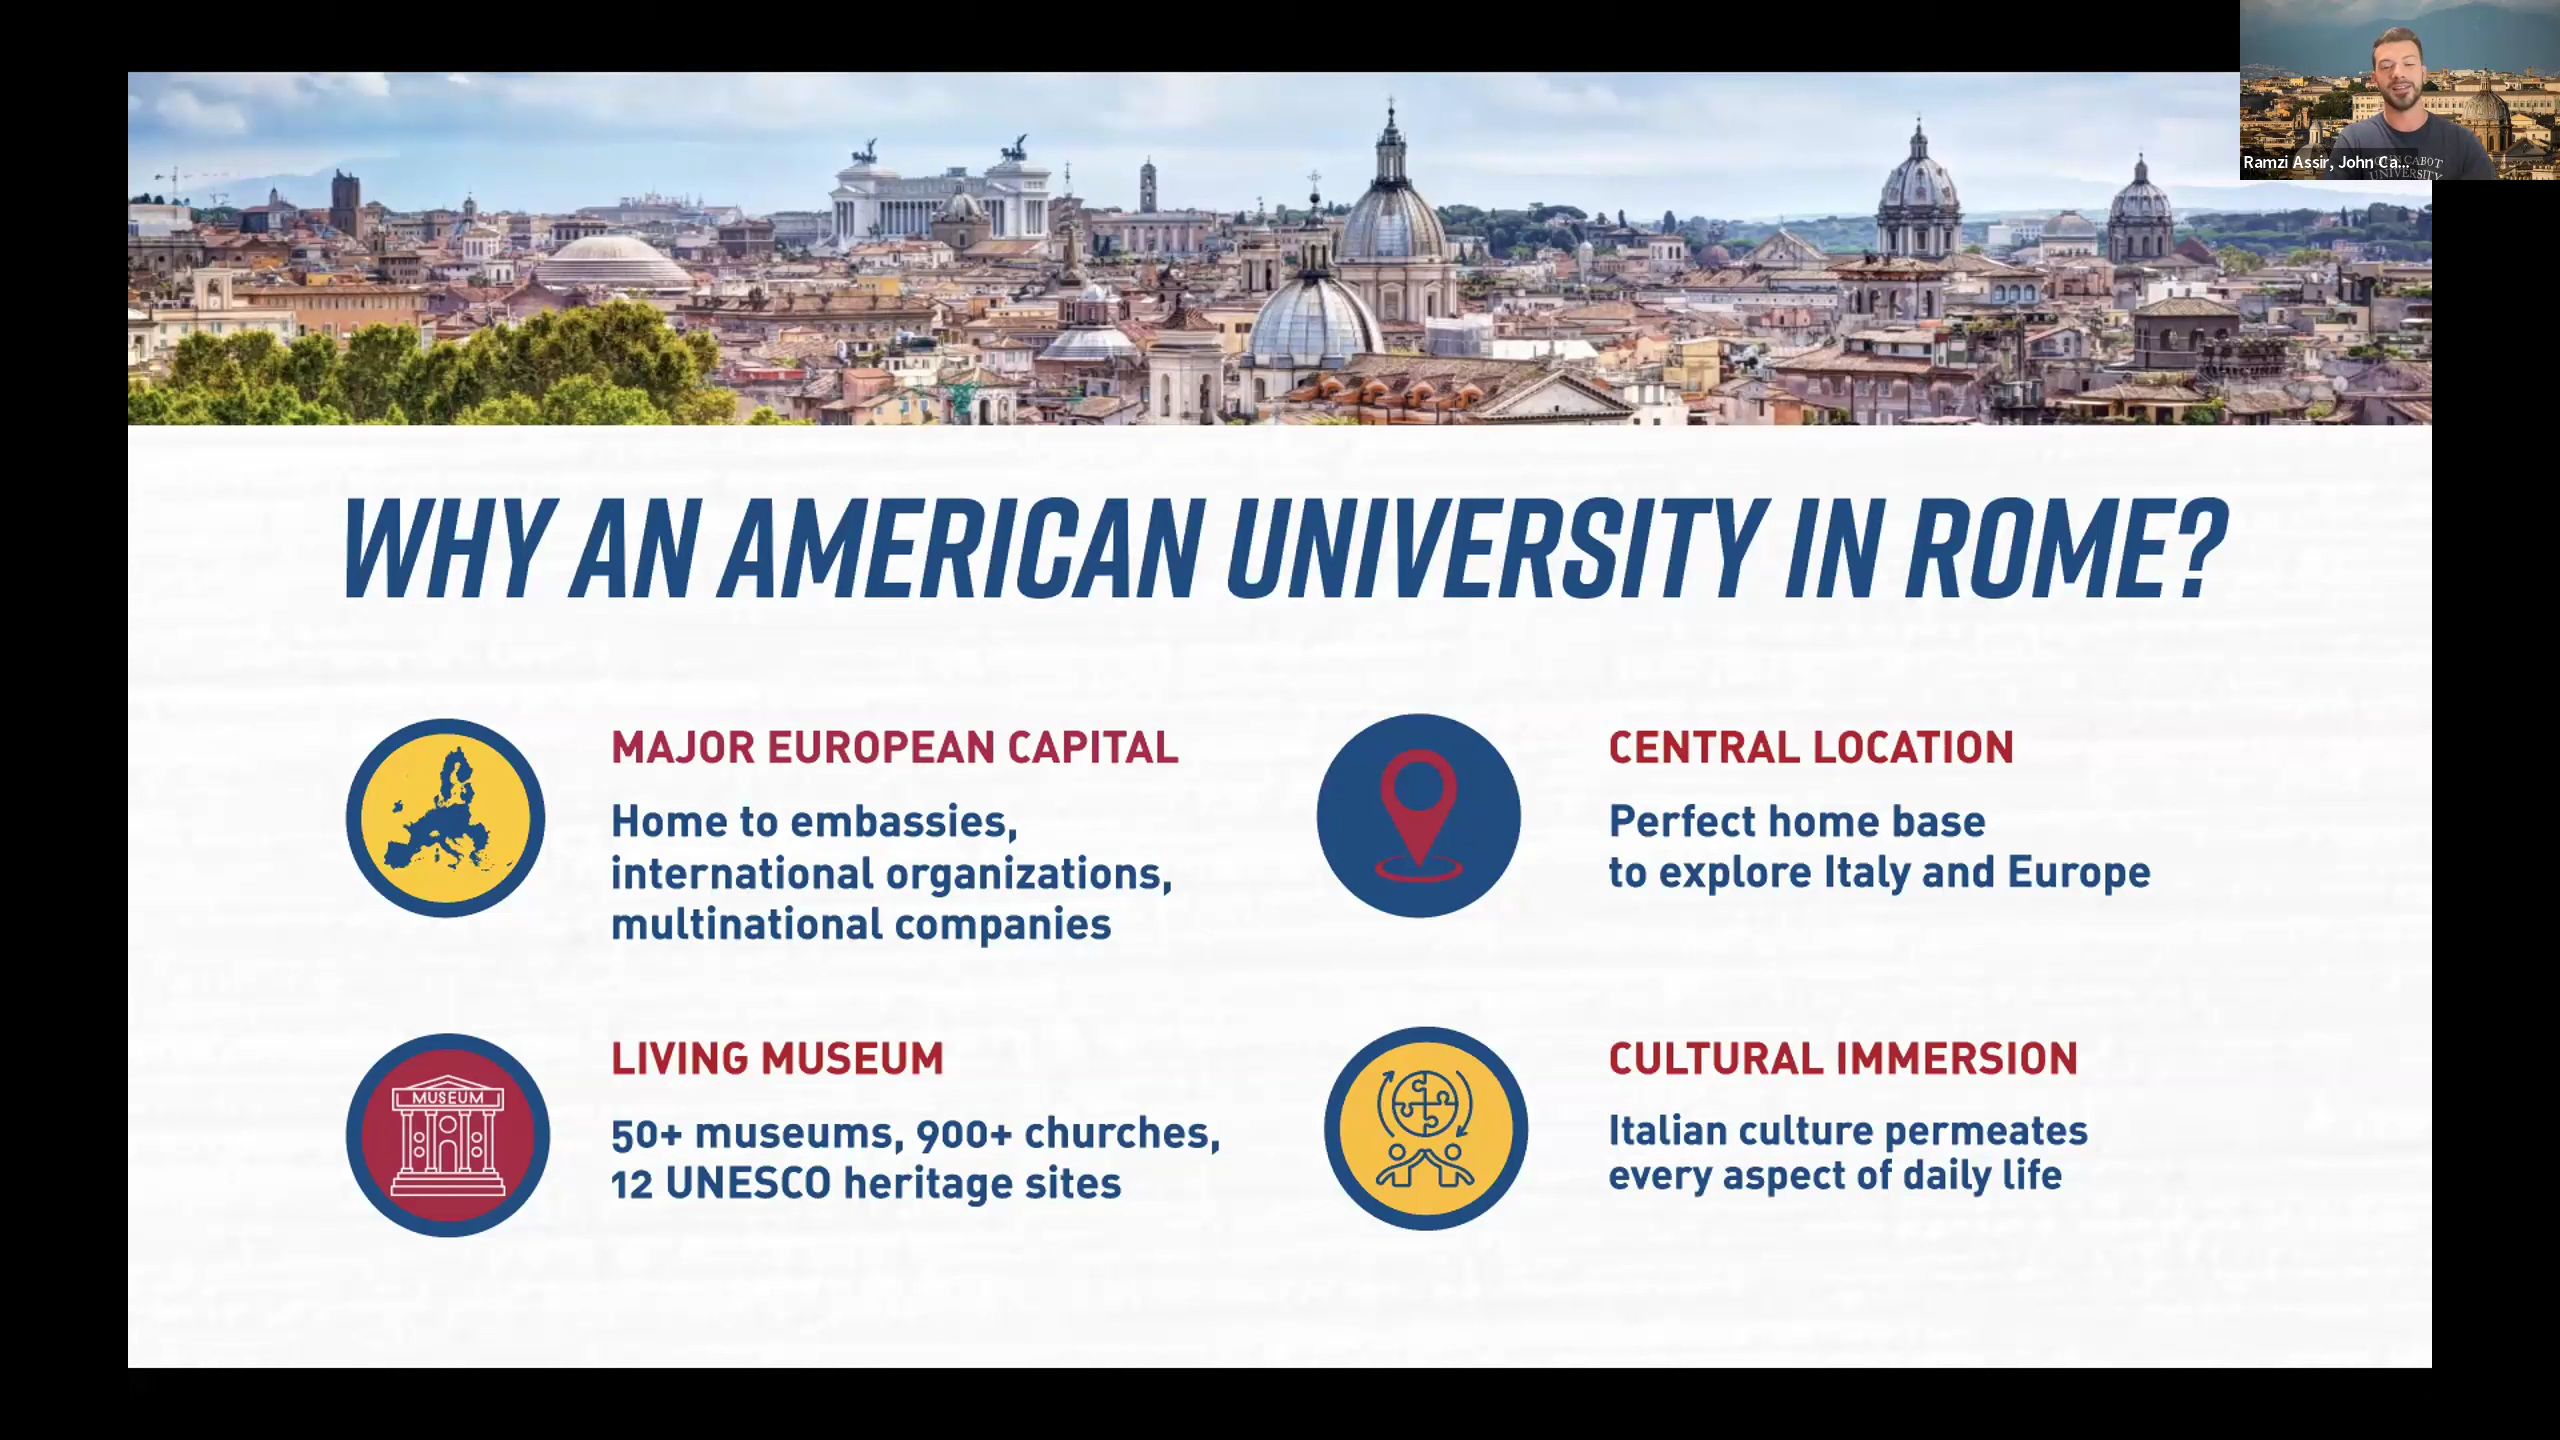 Ramzi Assir, John Ca...
CABOT
UNIVERSITY
WHY AN AMERICAN UNIVERSITY IN ROME?
MAJOR EUROPEAN CAPITAL
Home to embassies,
international organizations,
multinational companies
CENTRAL LOCATION
Perfect home base
to explore Italy and Europe
MUSEUM
LIVING MUSEUM
50+ museums, 900+ churches,
12 UNESCO heritage sites
CULTURAL IMMERSION
Italian culture permeates
every aspect of daily life